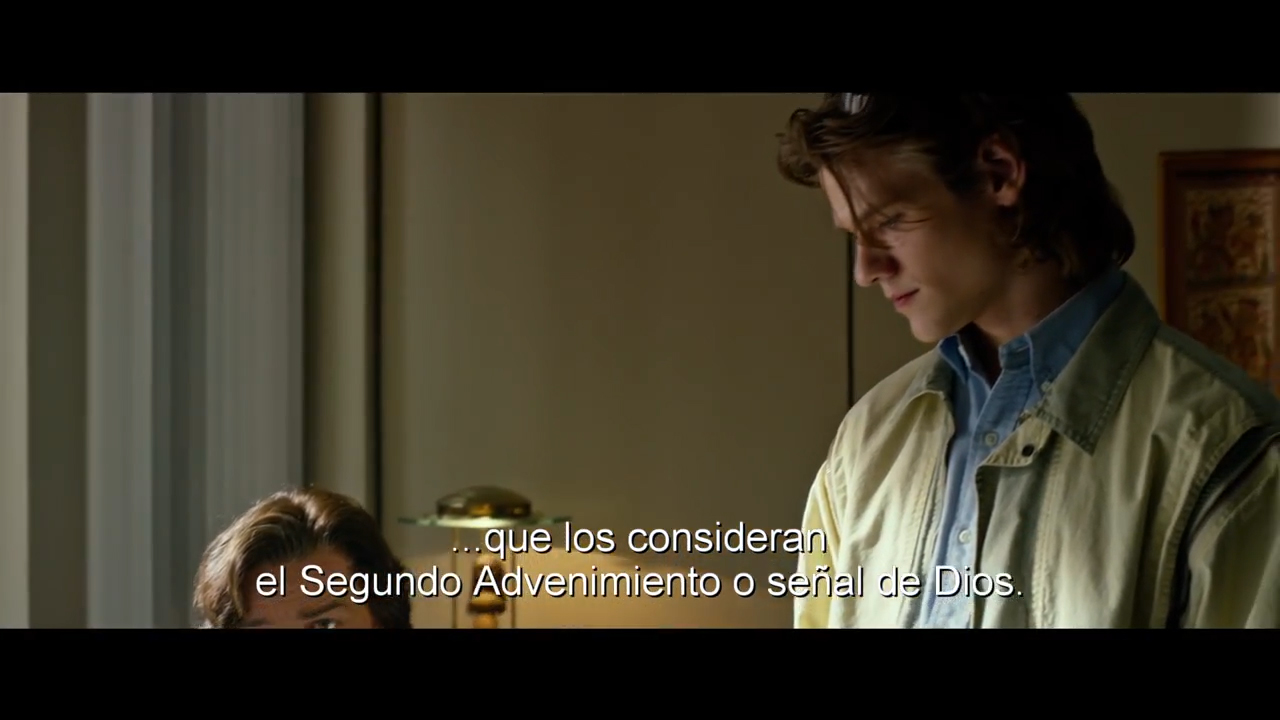 ...que los consideran
el Segundo Advenimiento o señal de Dios.